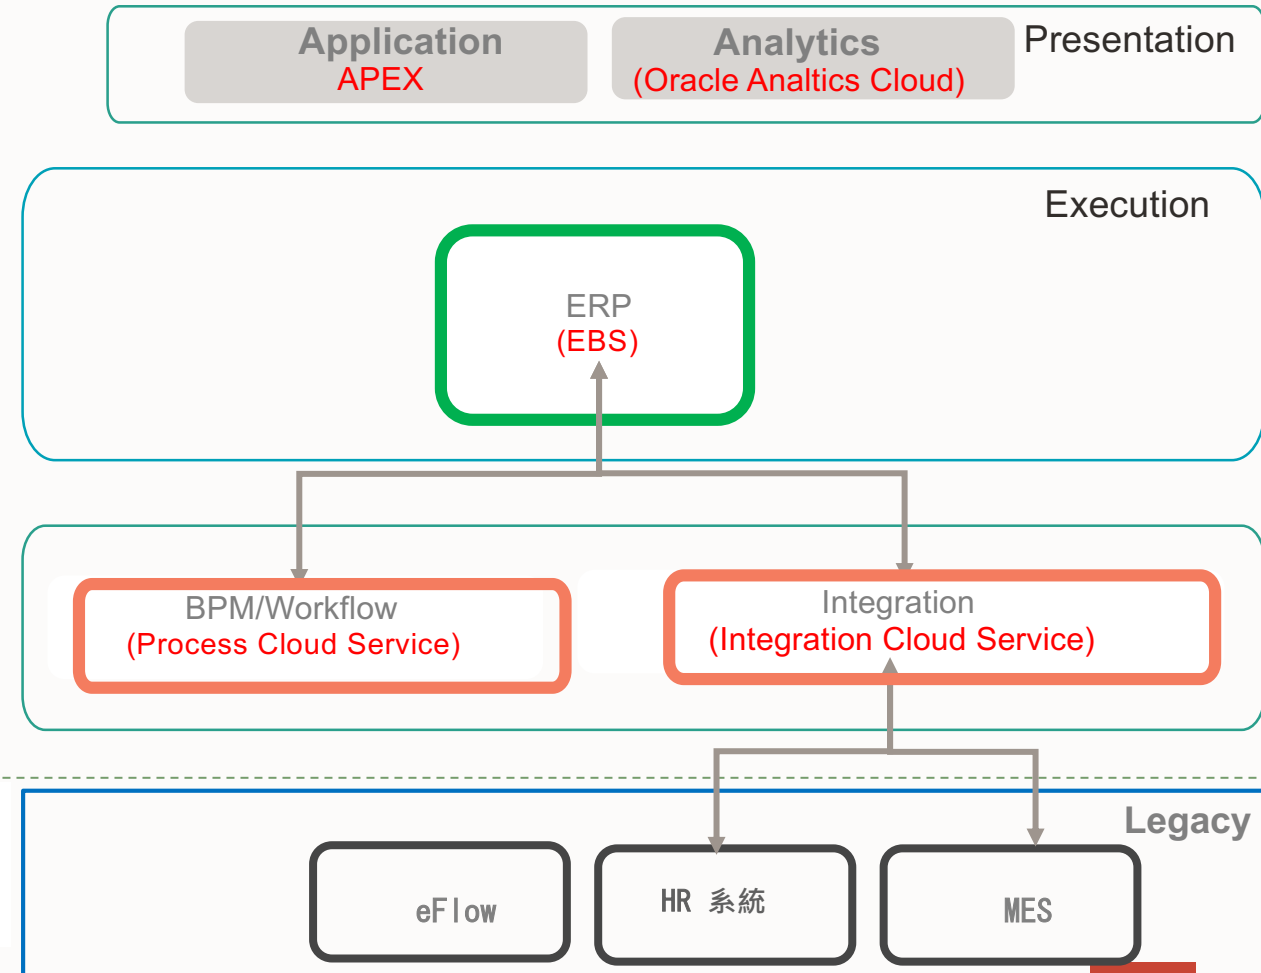 Application
APEX
Analytics
(Oracle Analtics Cloud)
Presentation
Execution
ERP
(EBS)
BPM/Workflow
(Process Cloud Service)
Integration
(Integration Cloud Service)
Legacy
eFlow
HR 系統
MES